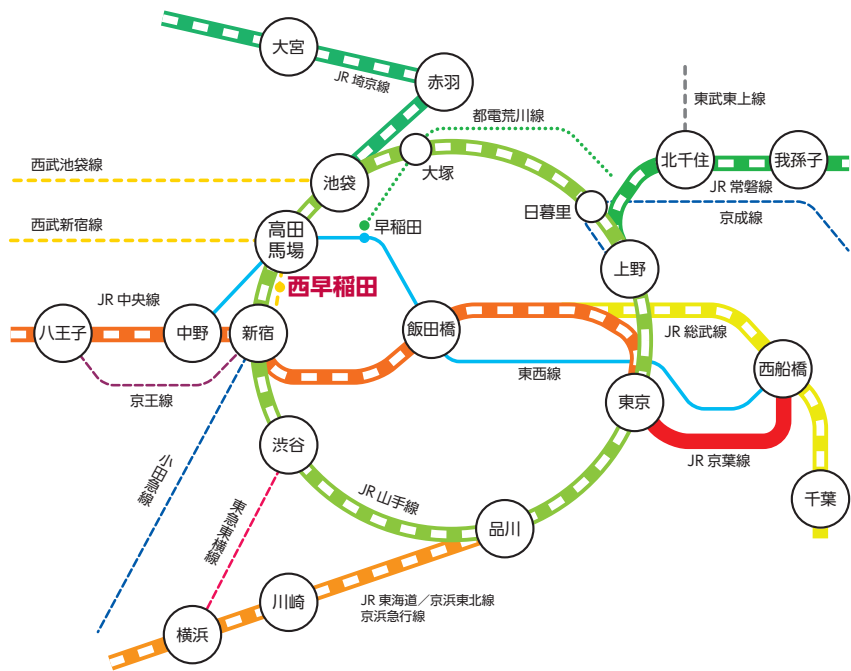 大宮
JR 埼京線
赤羽
東武東上線
都電荒川線
西武池袋線
池袋
大塚
北千住
我孫子
JR 常磐線
日暮里
京成線
西武新宿線
高田
馬場
早稲田
上野
西早稲田
JR 中央線
八王子
中野
新宿
飯田橋
JR 総武線
西船橋
東西線
京王線
東京
渋谷
JR 京葉線
小田急線
東急東横線
JR 山手線
品川
千葉
川崎
JR 東海道／京浜東北線
京浜急行線
横浜